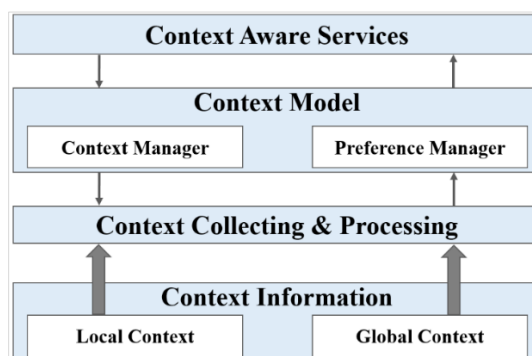 Context Aware Services
Context Model
Context Manager
Preference Manager
Context Collecting & Processing
Context Information
Local Context
Global Context